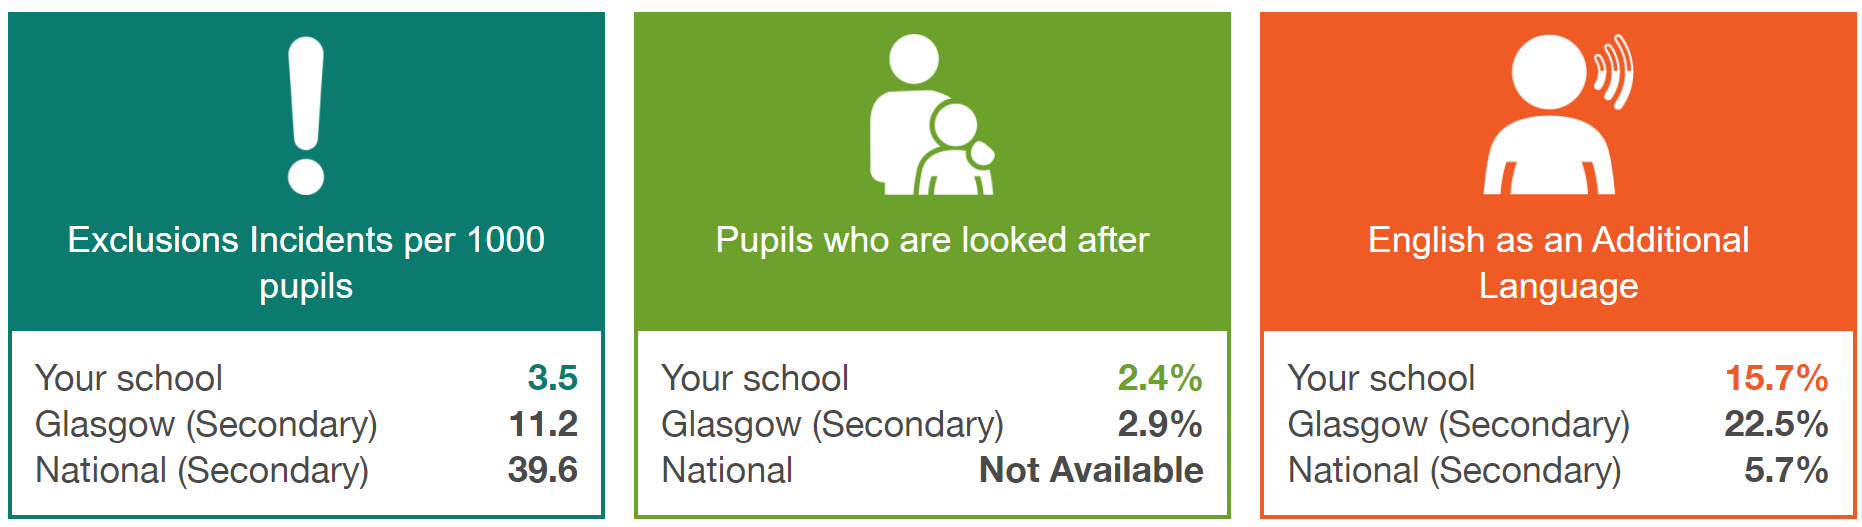 Exclusions Incidents per 1000
pupils
Your school 3.5
Glasgow (Secondary) 11.2
National (Secondary) 39.6
Pupils who are looked after
Your school 2.4%
Glasgow (Secondary) 2.9%
National Not Available
English as an Additional
Language
Your school 15.7%
Glasgow (Secondary) 22.5%
National (Secondary) 5.7%